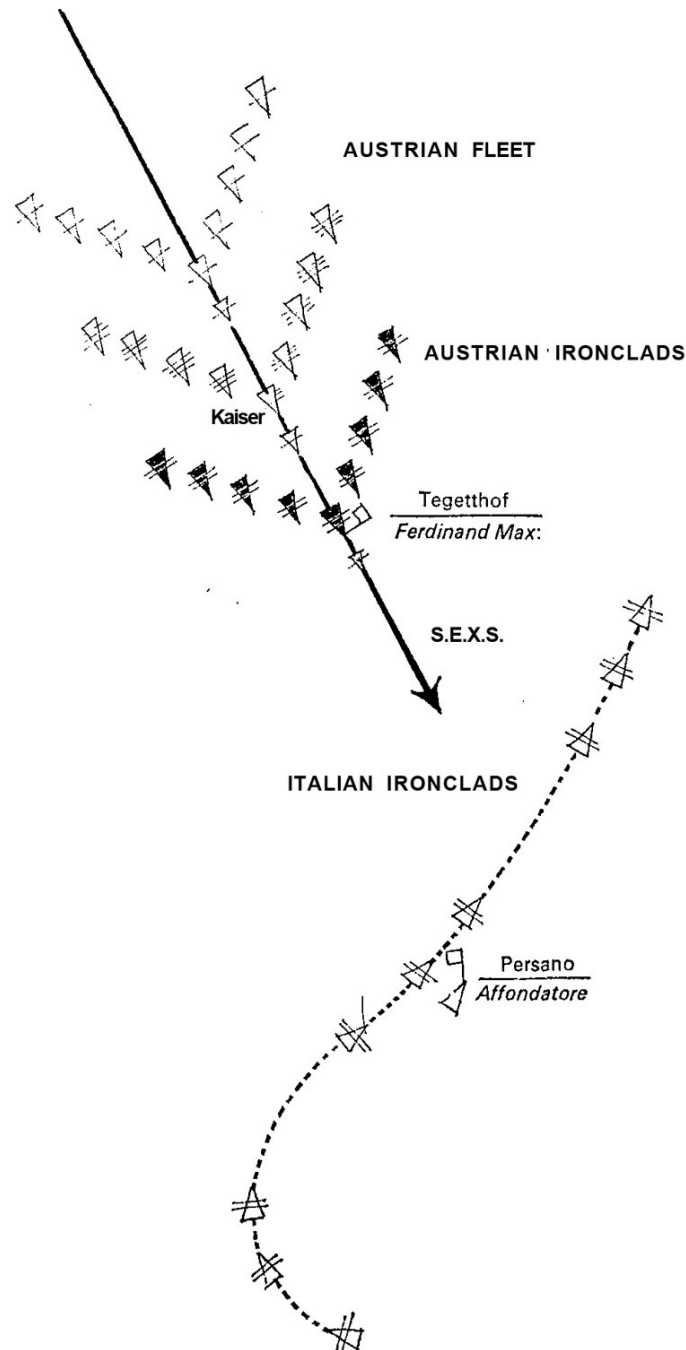 AUSTRIAN FLEET
AUSTRIAN IRONCLADS
Kaiser
Tegetthof
Ferdinand Max:
S.E.X.S.
ITALIAN IRONCLADS
Persano
Affondatore